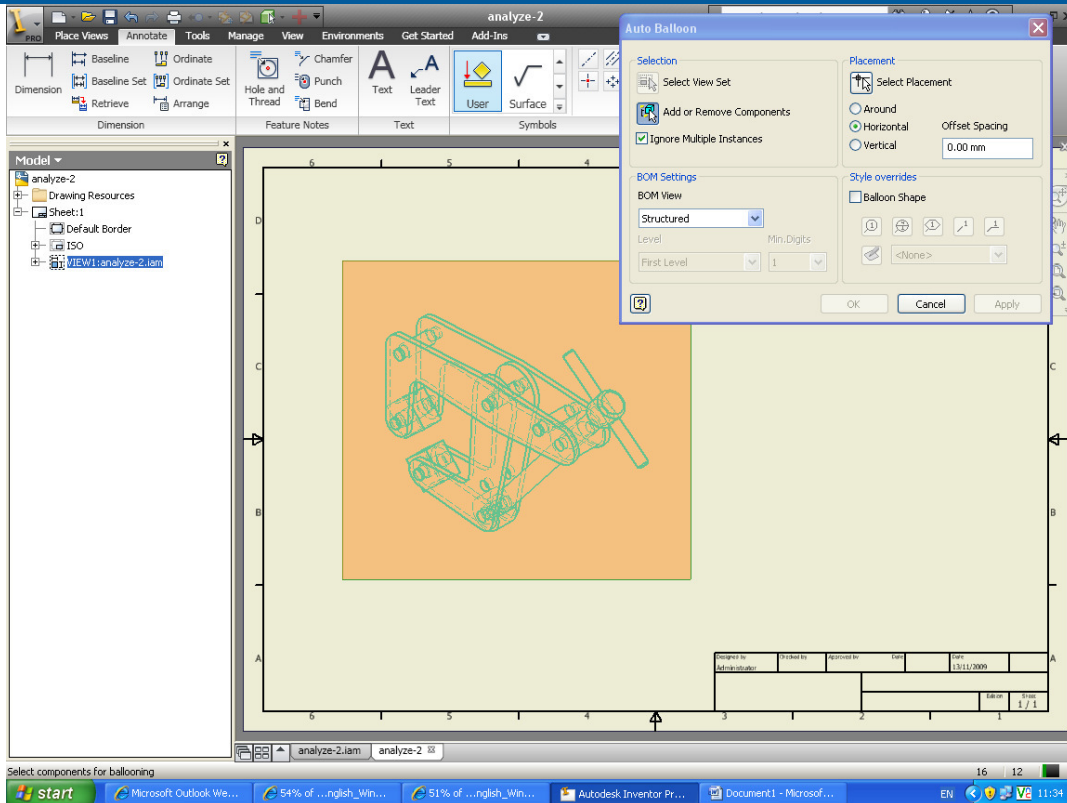 analyze-2
PRO Place Views Annotate Tools Manage View Environments Get Started Add-Ins
Dimension
Baseline
Baseline Set
Retrieve
Ordinate
Ordinate Set
Arrange
Dimension
Hole and Thread
Chamfer
Punch
Bend
Feature Notes
A Text
A Leader Text
Text
User
Surface
Symbols
Auto Balloon
Selection
Select View Set
Add or Remove Components
Ignore Multiple Instances
BOM Settings
BOM View
Structured
Level Min.Digits
First Level 1
Placement
Select Placement
Around
Horizontal
Vertical
Offset Spacing
0.00 mm
Style overrides
Balloon Shape
<None>
OK Cancel Apply
Model
analyze-2
Drawing Resources
Sheet:1
Default Border
ISO
VIEW1:analyze-2.iam
6 5 4
D
C C
B B
A A
Designed by Checked by Approved by Date Date
Administrator 13/11/2009
Edition Sheet
1 / 1
6 5 4 3 2 1
analyze-2.iam analyze-2
Select components for ballooning 16 12
start Microsoft Outlook We... 54% of ...nglish_Win... 51% of ...nglish_Win... Autodesk Inventor Pr... Document1 - Microsof... EN 11:34